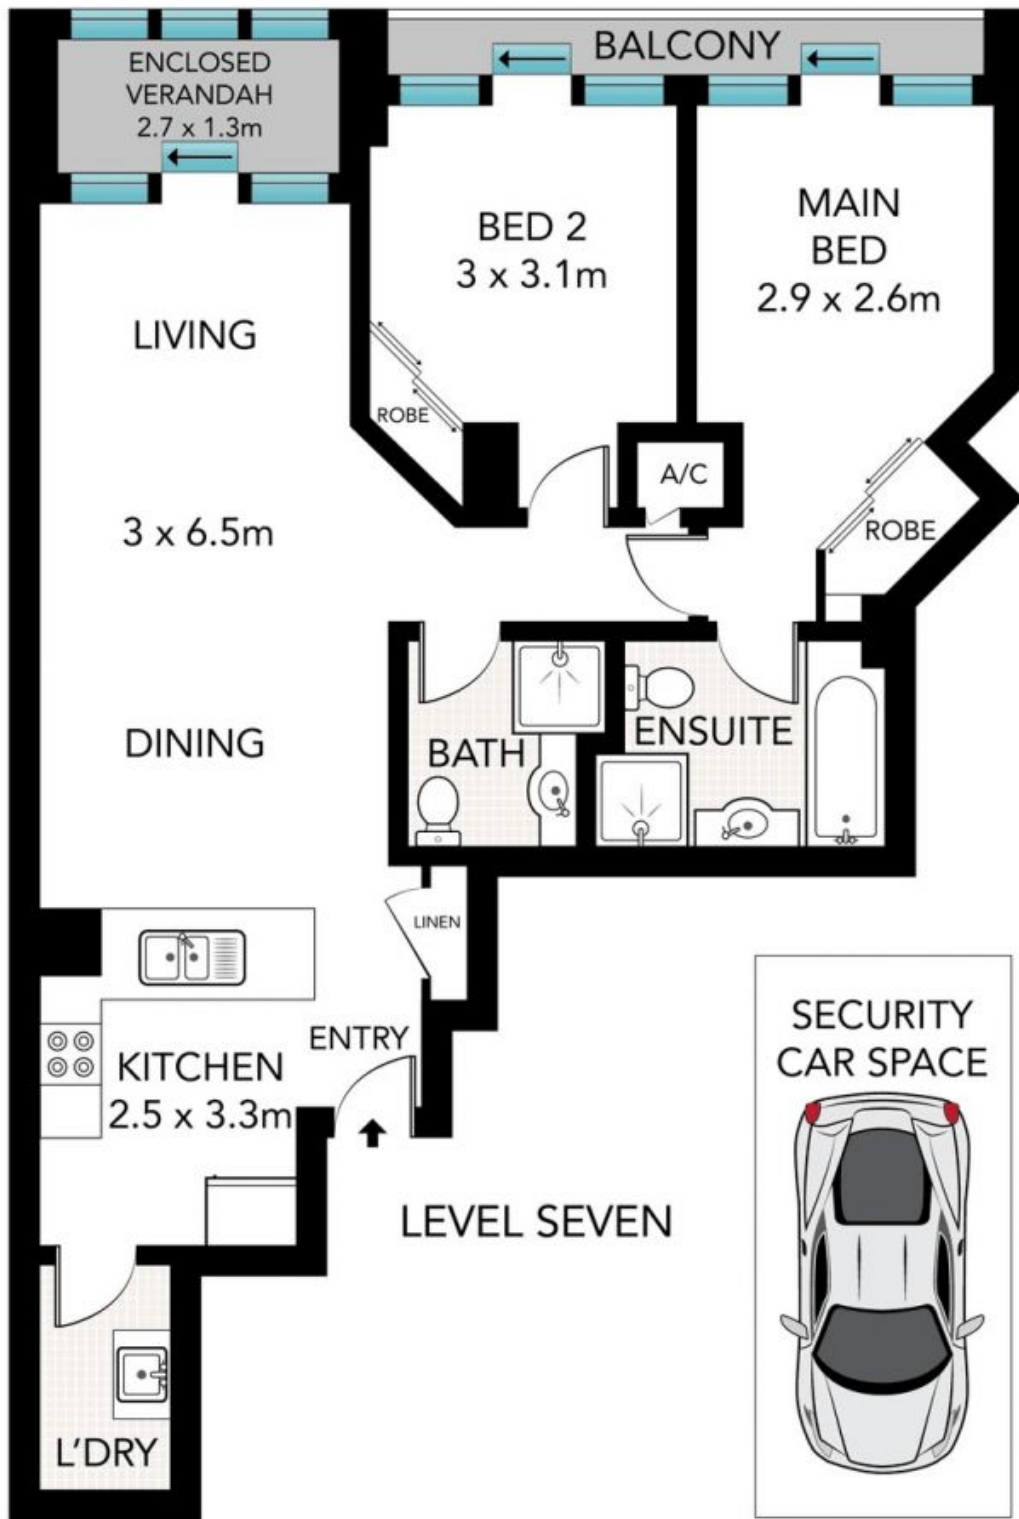 ENCLOSED
VERANDAH
2.7 x 1.3m
BALCONY
BED 2
3 x 3.1m
MAIN
BED
2.9 x 2.6m
LIVING
ROBE
A/C
3 x 6.5m
ROBE
DINING
BATH
ENSUITE
LINEN
ENTRY
KITCHEN
2.5 x 3.3m
SECURITY
CAR SPACE
LEVEL SEVEN
L'DRY